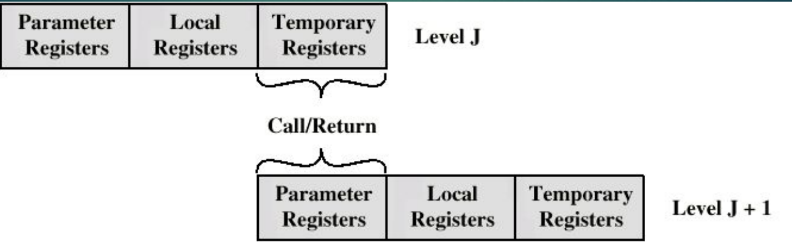 Parameter Local Temporary
Registers Registers Registers Level J
Call/Return
Parameter Local Temporary
Registers Registers Registers Level J + 1